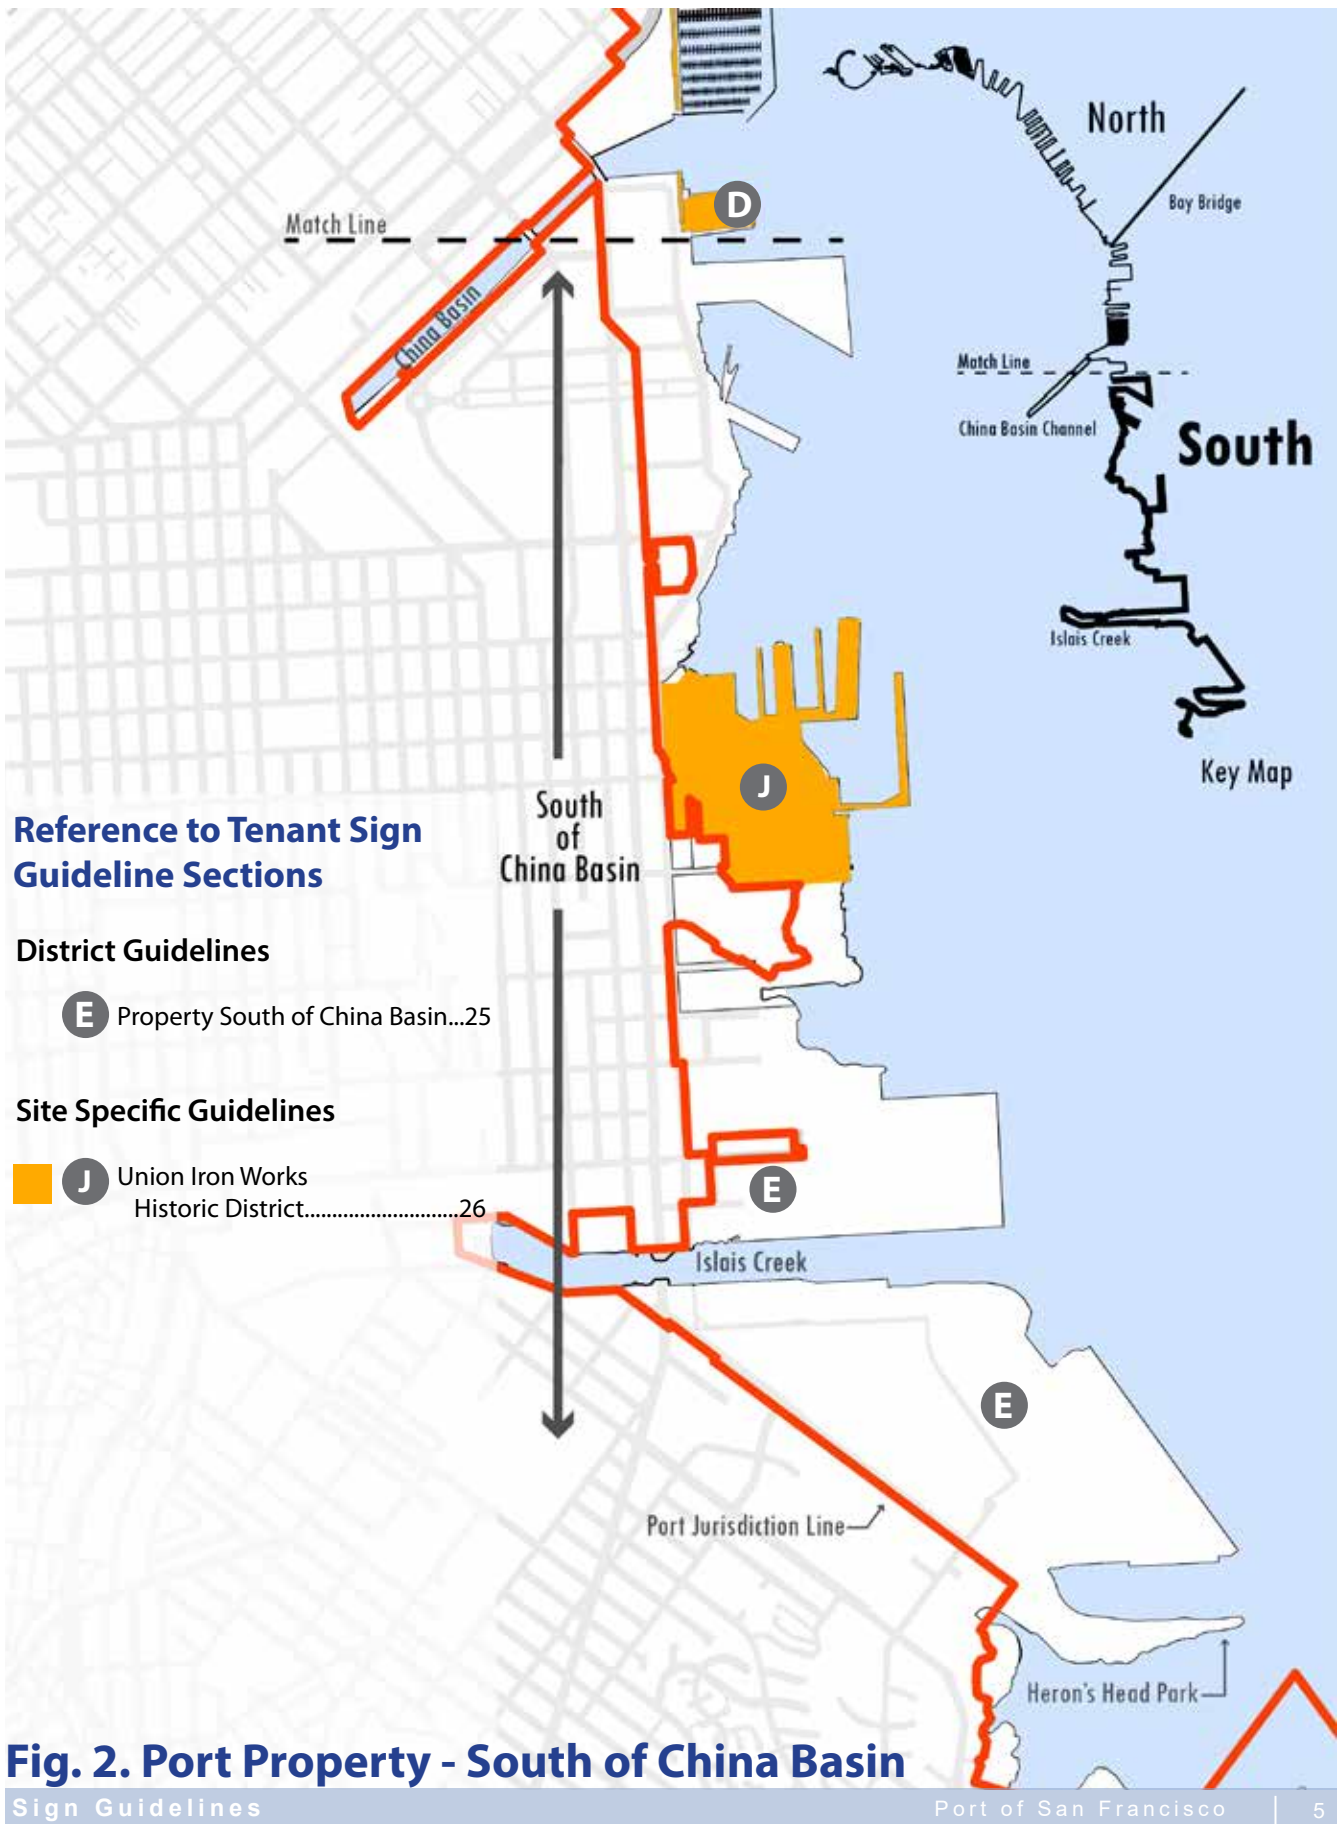 North
Bay Bridge
D
Match Line
China Basin
Match Line
China Basin Channel
South
Islais Creek
Key Map
J
South
of
China Basin
Reference to Tenant Sign
Guideline Sections
District Guidelines
E Property South of China Basin...25
Site Specific Guidelines
J Union Iron Works
Historic District............................26
E
Islais Creek
E
Port Jurisdiction Line
Heron's Head Park
Fig. 2. Port Property - South of China Basin
Sign Guidelines
Port of San Francisco | 5